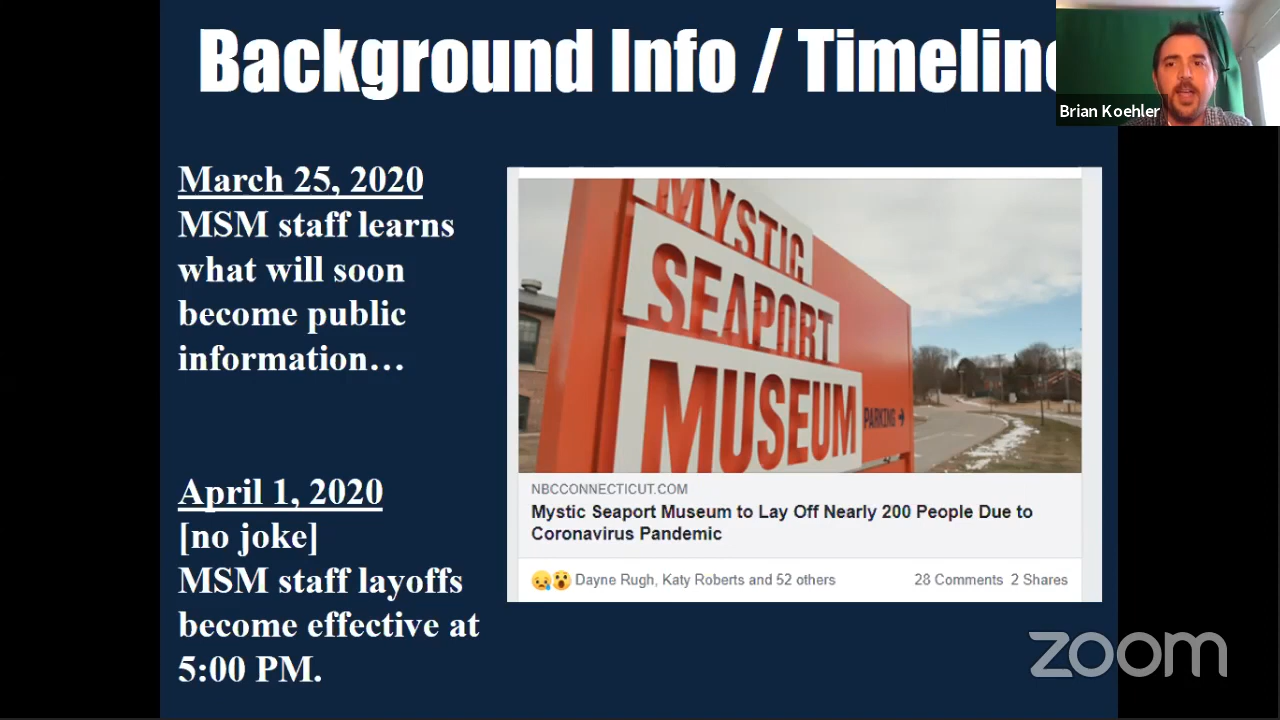 Background Info / Timeline
Brian Koehler
March 25, 2020
MSM staff learns
what will soon
become public
information…
April 1, 2020
[no joke]
MSM staff layoffs
become effective at
5:00 PM.
MYSTIC
SEAPORT
MUSEUM
PARKING →
NBCCONNECTICUT.COM
Mystic Seaport Museum to Lay Off Nearly 200 People Due to
Coronavirus Pandemic
Dayne Rugh, Katy Roberts and 52 others 28 Comments 2 Shares
zoom